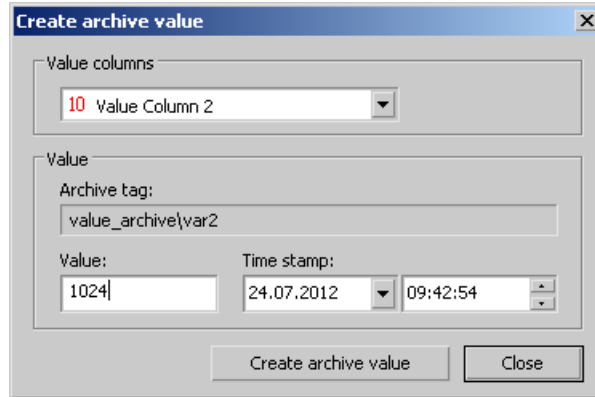 Create archive value
Value columns
10 Value Column 2
Value
Archive tag:
value_archive\var2
Value: Time stamp:
1024 24.07.2012 09:42:54
Create archive value Close